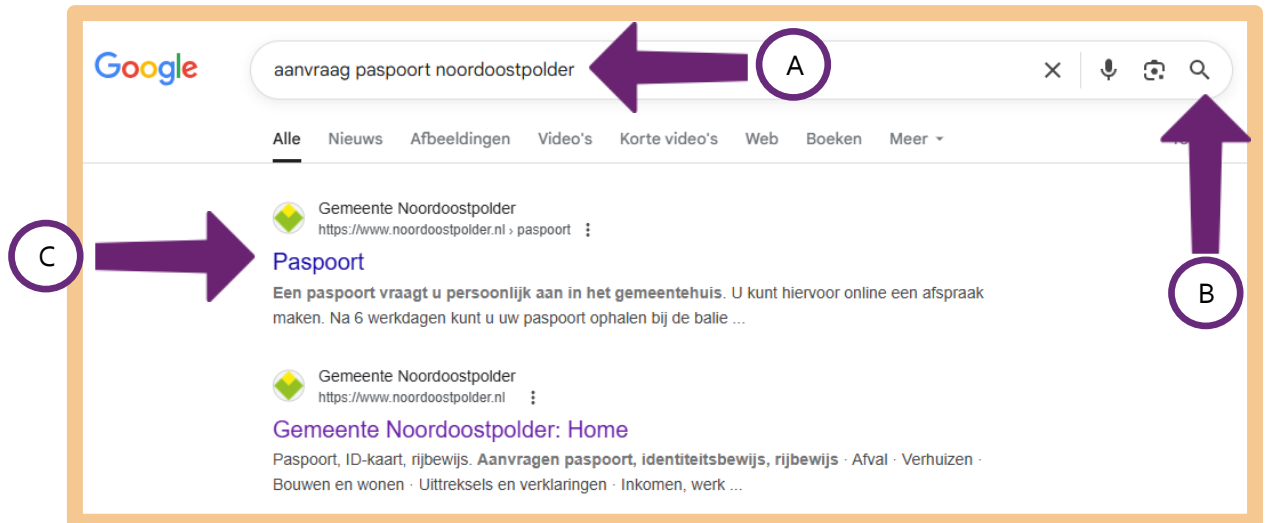 Google
aanvraag paspoort noordoostpolder
A
Alle Nieuws Afbeeldingen Video's Korte video's Web Boeken Meer
Gemeente Noordoostpolder
https://www.noordoostpolder.nl › paspoort
C
Paspoort
B
Een paspoort vraagt u persoonlijk aan in het gemeentehuis. U kunt hiervoor online een afspraak
maken. Na 6 werkdagen kunt u uw paspoort ophalen bij de balie ...
Gemeente Noordoostpolder
https://www.noordoostpolder.nl
Gemeente Noordoostpolder: Home
Paspoort, ID-kaart, rijbewijs. Aanvragen paspoort, identiteitsbewijs, rijbewijs · Afval · Verhuizen ·
Bouwen en wonen · Uittreksels en verklaringen · Inkomen, werk ...